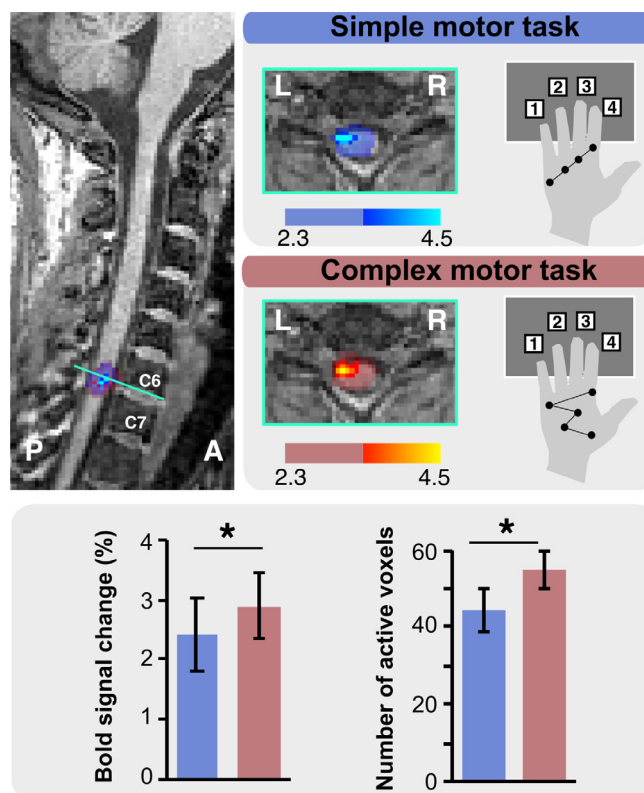 Simple motor task
L R
1 2 3 4
2.3 4.5
Complex motor task
L R
1 2 3 4
2.3 4.5
C6
C7
P A
Bold signal change (%)
4
3
2
1
0
*
Number of active voxels
60
40
20
0
*